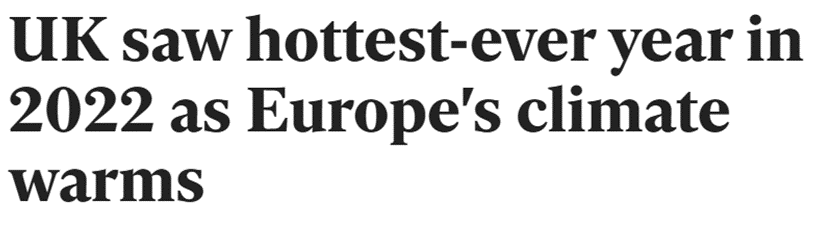 UK saw hottest-ever year in
2022 as Europe's climate
warms